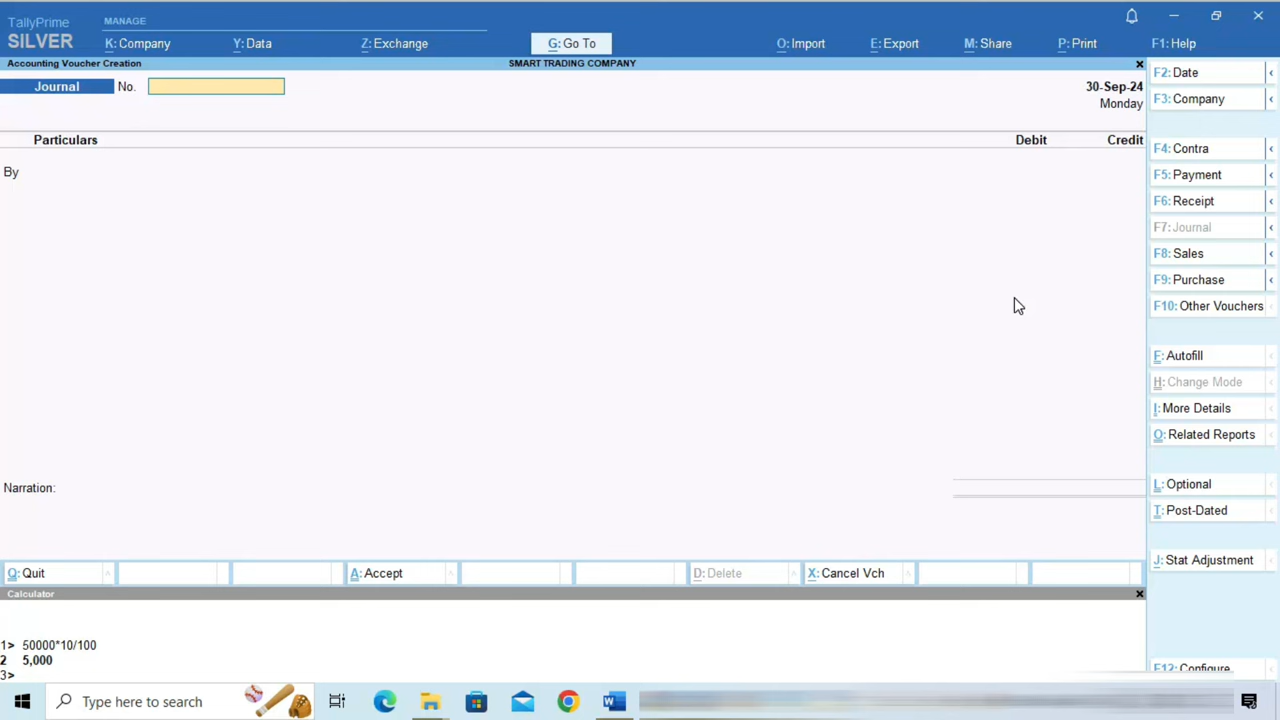 TallyPrime
MANAGE
SILVER
K: Company
Y: Data
Z: Exchange
G: Go To
O: Import
E: Export
M: Share
P: Print
F1: Help
Accounting Voucher Creation
SMART TRADING COMPANY
Journal
No.
30-Sep-24
Monday
Particulars
Debit
Credit
By
Narration:
F2: Date
F3: Company
F4: Contra
F5: Payment
F6: Receipt
F7: Journal
F8: Sales
F9: Purchase
F10: Other Vouchers
F: Autofill
H: Change Mode
I: More Details
O: Related Reports
L: Optional
T: Post-Dated
J: Stat Adjustment
F12: Configure
Q: Quit
A: Accept
D: Delete
X: Cancel Vch
Calculator
1> 50000*10/100
2 5,000
3>
Type here to search